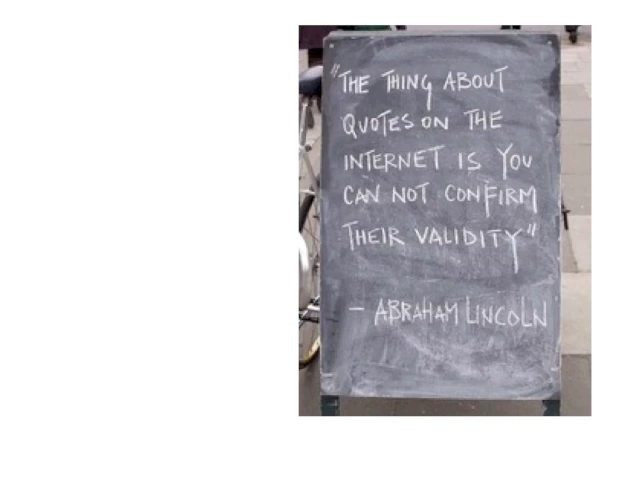 "THE THING ABOUT
QUOTES ON THE
INTERNET IS YOU
CAN NOT CONFIRM
THEIR VALIDITY"
- ABRAHAM LINCOLN